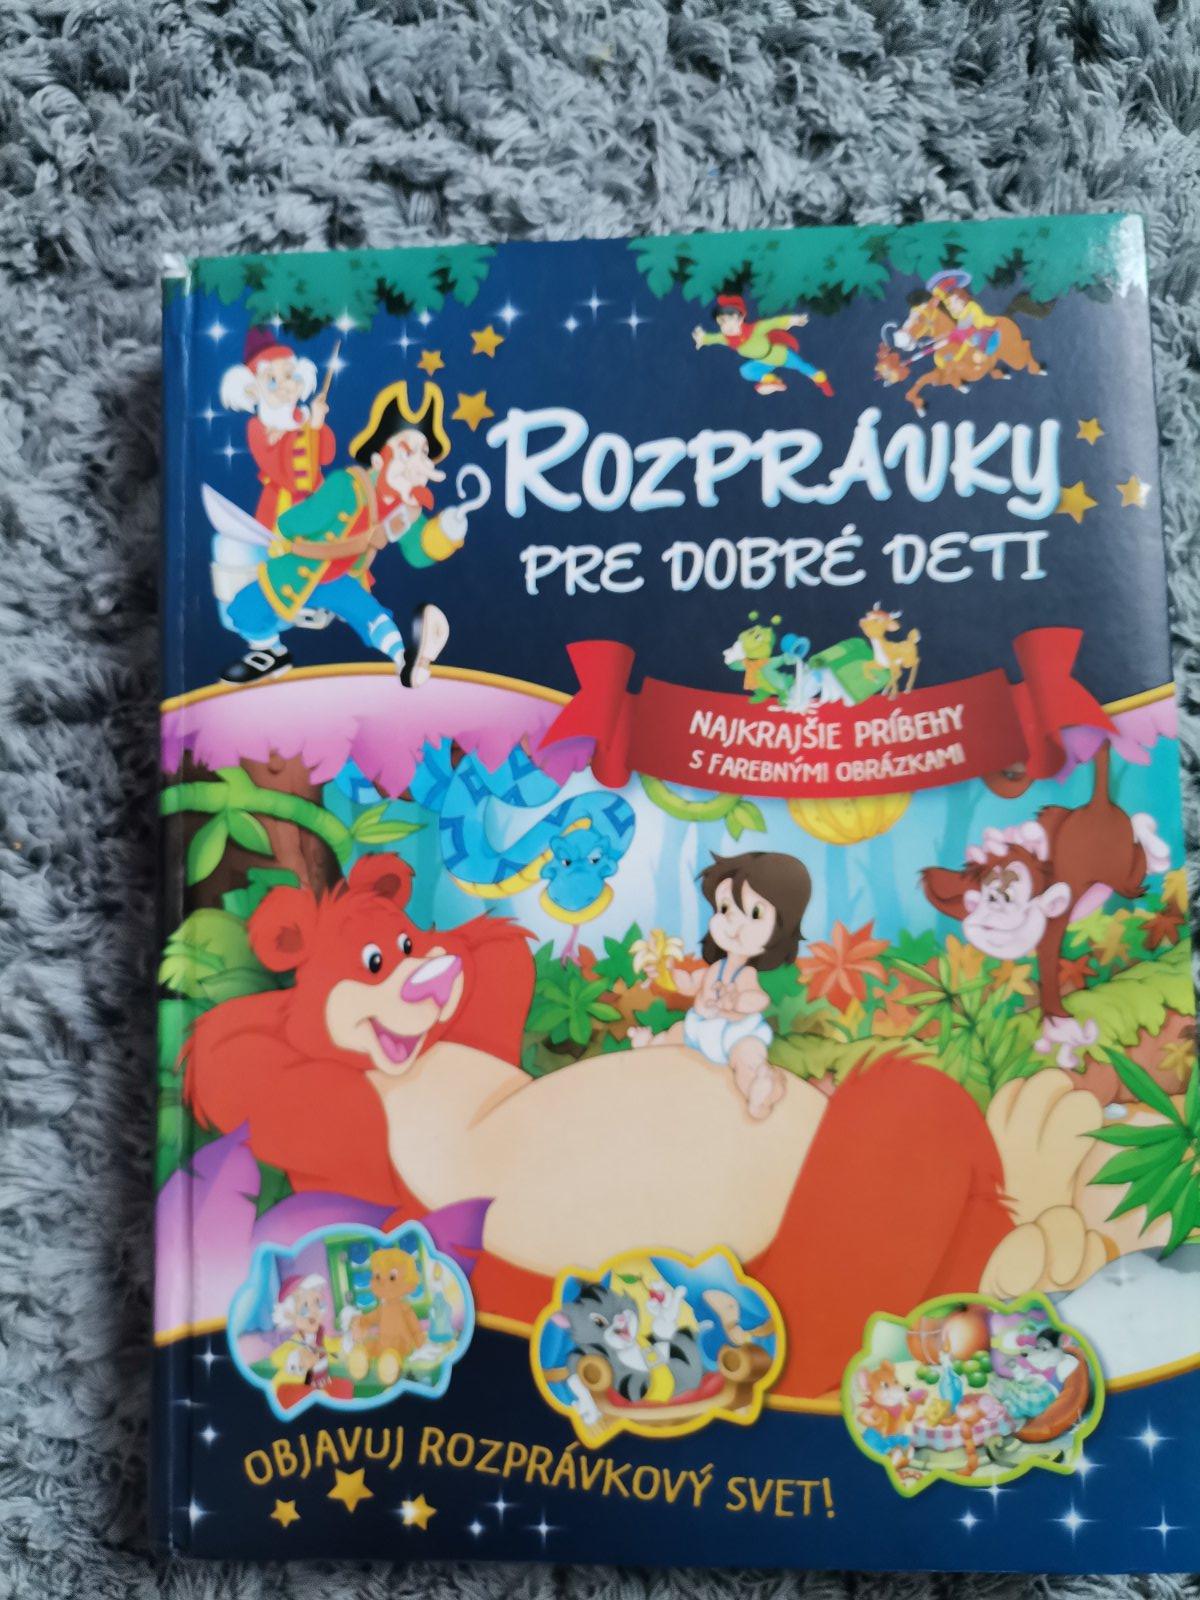 ROZPRÁVKY
PRE DOBRÉ DETI
NAJKRAJŠIE PRÍBEHY
S FAREBNÝMI OBRÁZKAMI
OBJAVUJ ROZPRÁVKOVÝ SVET!